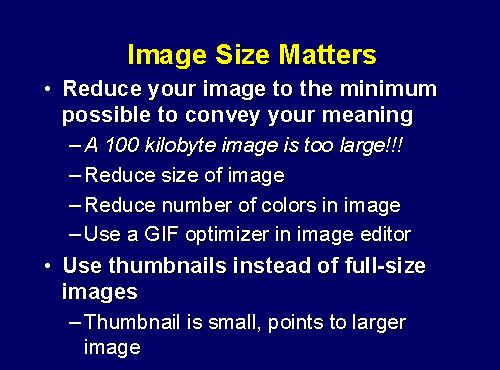 Image Size Matters
• Reduce your image to the minimum
possible to convey your meaning
– A 100 kilobyte image is too large!!!
– Reduce size of image
– Reduce number of colors in image
– Use a GIF optimizer in image editor
• Use thumbnails instead of full-size
images
– Thumbnail is small, points to larger
image